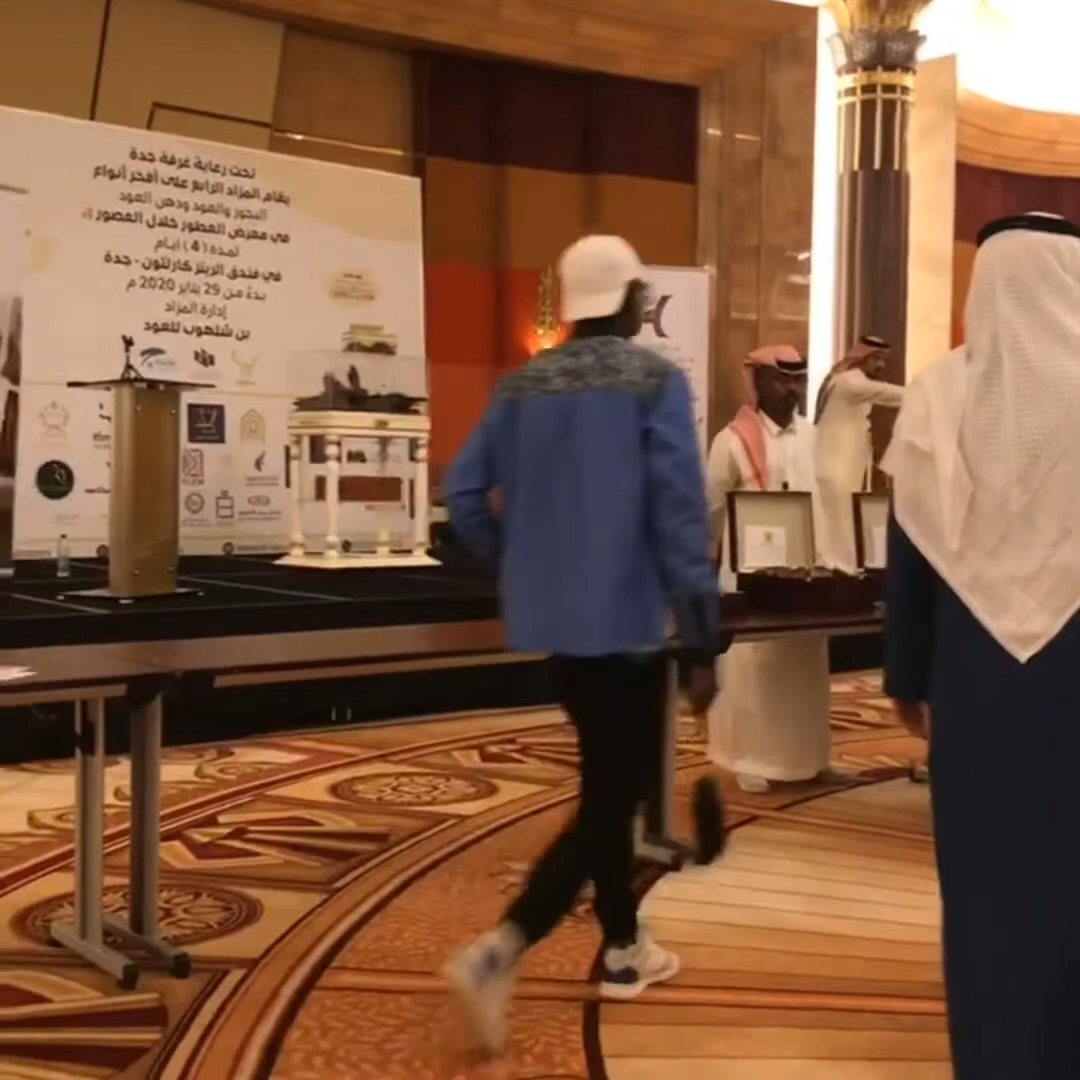 تحت رعاية غرفة جدة
يقام المزاد الرابع على أفخر أنواع
البخور والعود ودهن العود
في معرض العطور خلال العصور
لمدة ( 4 ) أيام
في فندق الريتز كارلتون - جدة
بدءً من 29 يناير 2020 م
إدارة المزاد
بن شلهوب للعود